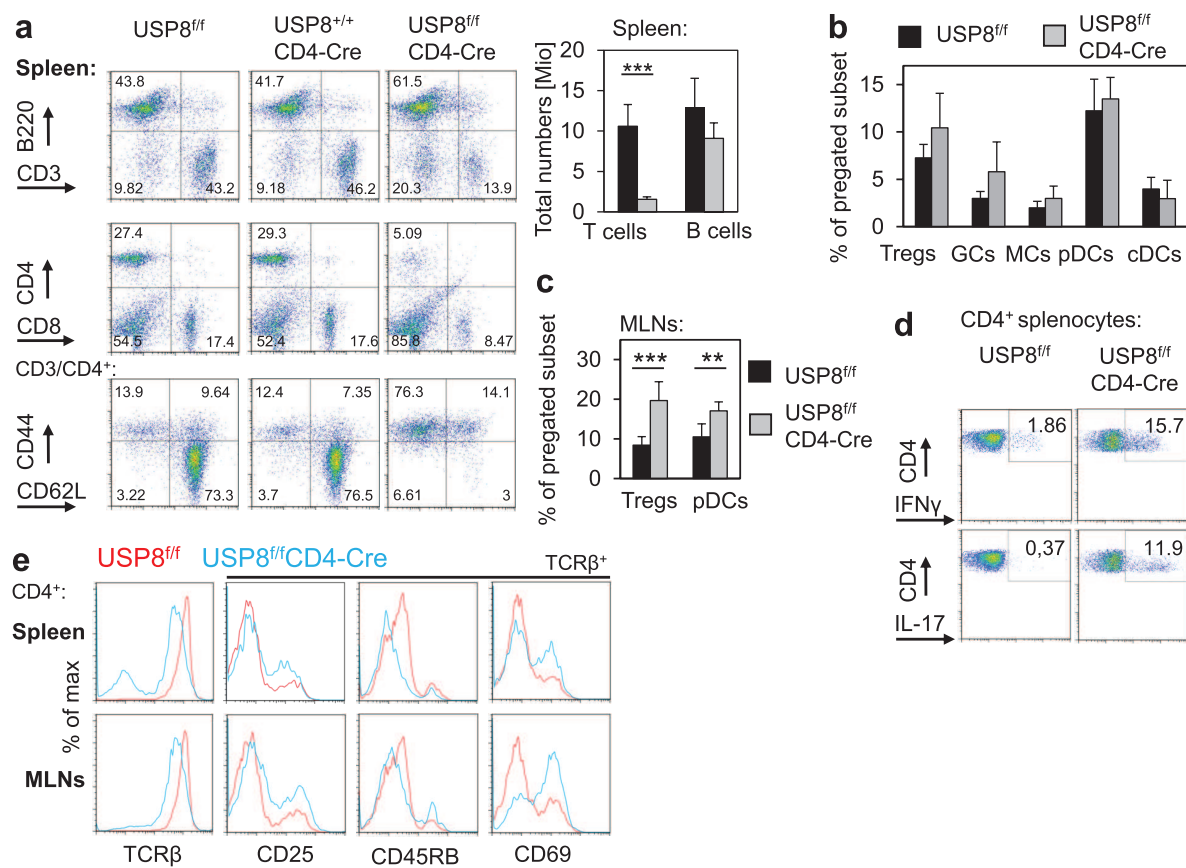 a
USP8f/f
USP8+/+
CD4-Cre
USP8f/f
CD4-Cre
Spleen:
B220
CD3
43.8
9.82
43.2
41.7
9.18
46.2
61.5
20.3
13.9
CD4
CD8
27.4
54.5
17.4
29.3
52.4
17.6
5.09
85.8
8.47
CD3/CD4+:
CD44
CD62L
13.9
9.64
3.22
73.3
12.4
7.35
3.7
76.5
76.3
14.1
6.61
3
Spleen:
Total numbers [Mio]
20
15
10
5
0
***
T cells
B cells
b
USP8f/f
USP8f/f
CD4-Cre
% of pregated subset
15
10
5
0
Tregs
GCs
MCs
pDCs
cDCs
c
MLNs:
% of pregated subset
30
20
10
0
***
**
Tregs
pDCs
USP8f/f
USP8f/f
CD4-Cre
d
CD4+ splenocytes:
USP8f/f
USP8f/f
CD4-Cre
CD4
IFNγ
1.86
15.7
CD4
IL-17
0,37
11.9
e
USP8f/f
USP8f/fCD4-Cre
TCRβ+
CD4+:
Spleen
% of max
MLNs
TCRβ
CD25
CD45RB
CD69